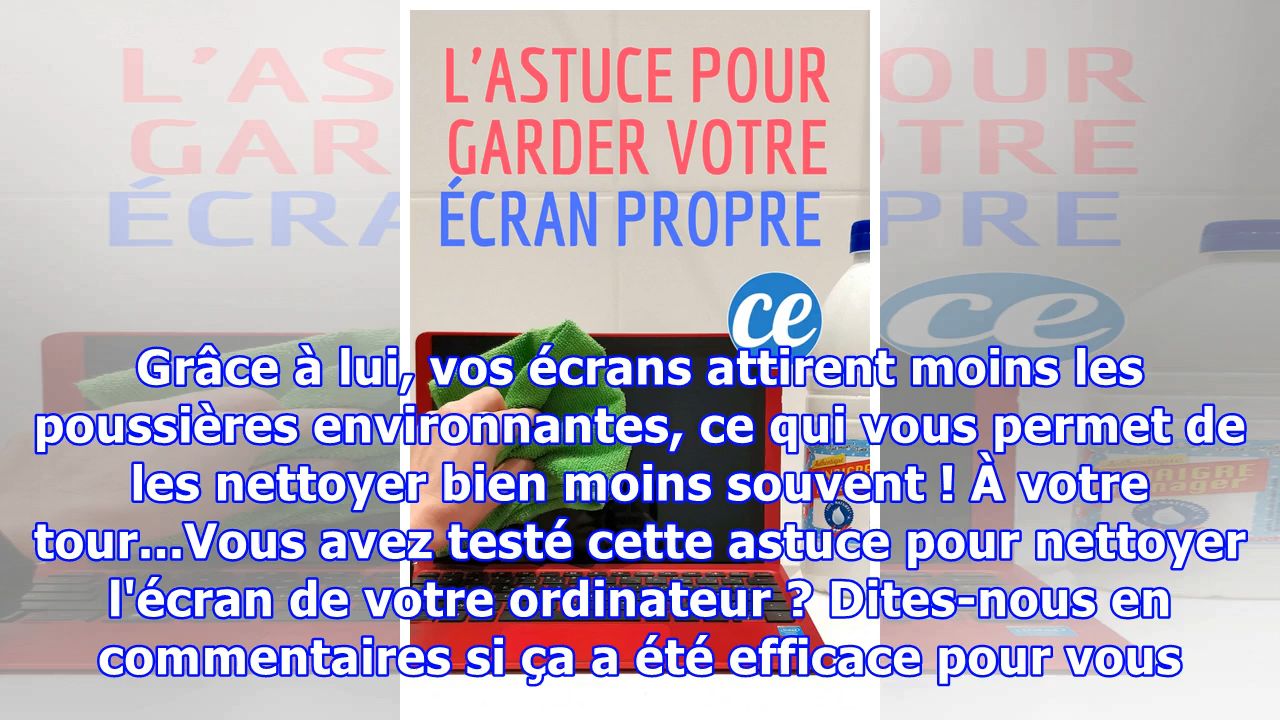 L'ASTUCE POUR
GARDER VOTRE
ÉCRAN PROPRE
ce
Grâce à lui, vos écrans attirent moins les
poussières environnantes, ce qui vous permet de
les nettoyer bien moins souvent ! À votre
tour...Vous avez testé cette astuce pour nettoyer
l'écran de votre ordinateur ? Dites-nous en
commentaires si ça a été efficace pour vous